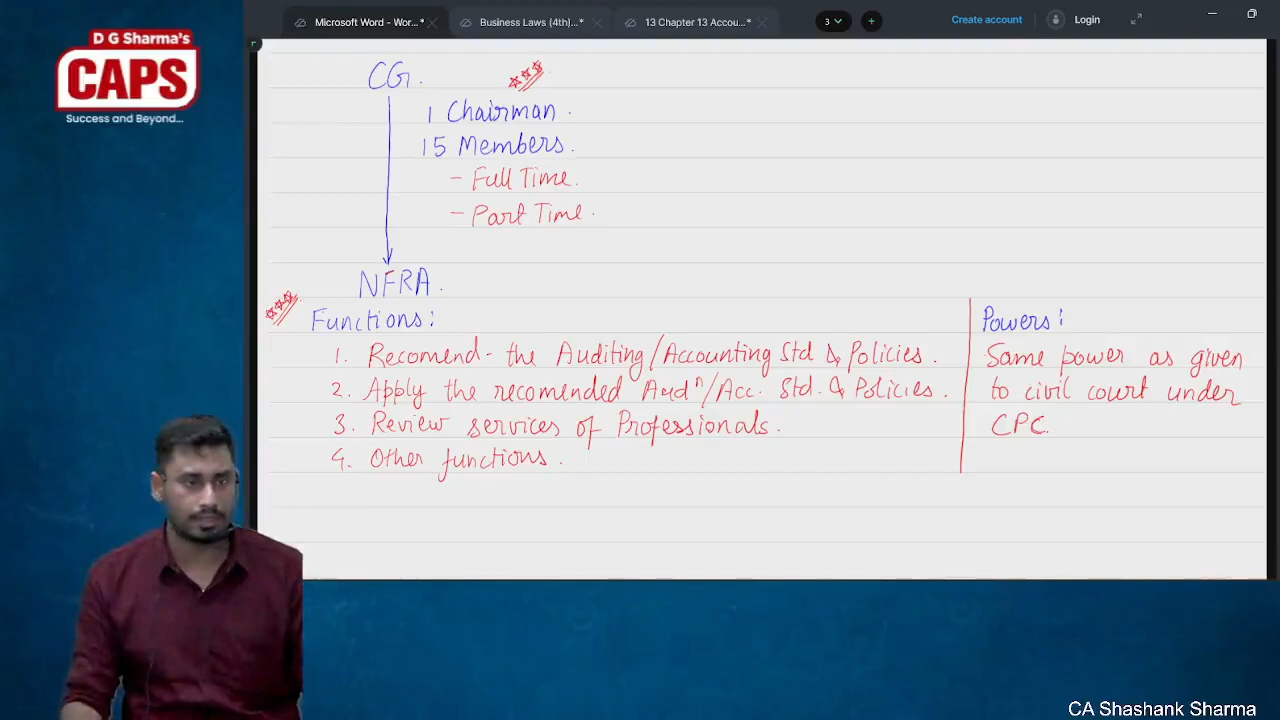 D G Sharma's
CAPS
Success and Beyond...
Microsoft Word - Wor...*
Business Laws (4th)...*
13 Chapter 13 Accou...*
3
Create account
Login
CG.
1 Chairman.
15 Members.
- Full Time.
- Part Time.
NFRA.
Functions:
1. Recomend - the Auditing/Accounting Std & Policies.
2. Apply the recomended Audⁿ/Acc. Std. & Policies.
3. Review services of Professionals.
4. Other functions.
Powers:
Same power as given
to civil court under
CPC.
CA Shashank Sharma